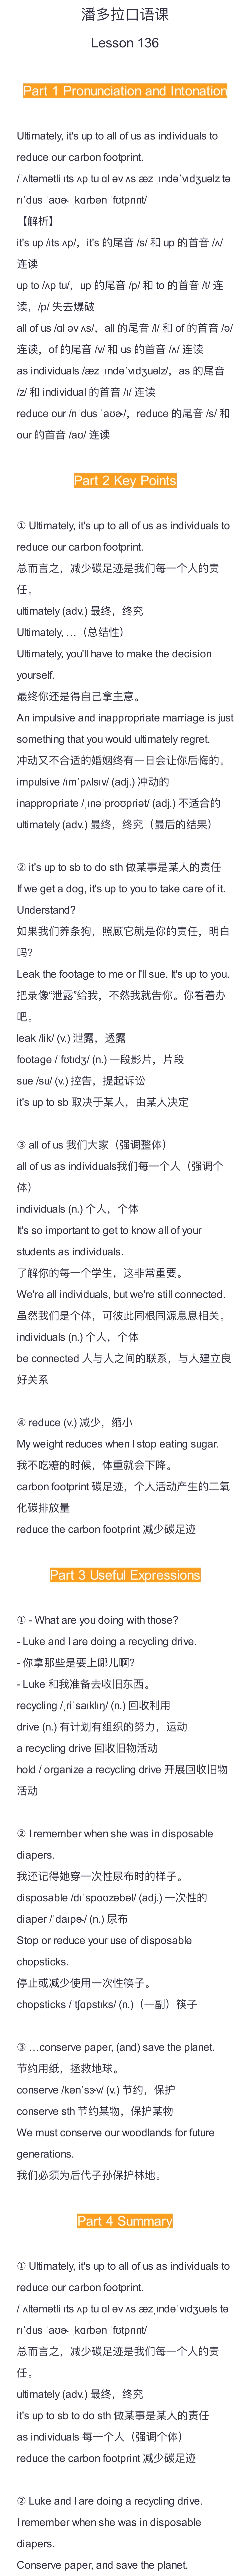 潘多拉口语课
Lesson 136
Part 1 Pronunciation and Intonation
Ultimately, it's up to all of us as individuals to
reduce our carbon footprint.
/ˈʌltəmətli ɪts ʌp tu ɑl əv ʌs æz ˌɪndəˈvɪdʒuəlz tə
rɪˈdus ˈaʊɚ ˌkɑrbən ˈfʊtprɪnt/
【解析】
it's up /ɪts ʌp/，it's 的尾音 /s/ 和 up 的首音 /ʌ/
连读
up to /ʌp tu/，up 的尾音 /p/ 和 to 的首音 /t/ 连
读，/p/ 失去爆破
all of us /ɑl əv ʌs/，all 的尾音 /l/ 和 of 的首音 /ə/
连读，of 的尾音 /v/ 和 us 的首音 /ʌ/ 连读
as individuals /æz ˌɪndəˈvɪdʒuəlz/，as 的尾音
/z/ 和 individual 的首音 /ɪ/ 连读
reduce our /rɪˈdus ˈaʊɚ/，reduce 的尾音 /s/ 和
our 的首音 /aʊ/ 连读
Part 2 Key Points
① Ultimately, it's up to all of us as individuals to
reduce our carbon footprint.
总而言之，减少碳足迹是我们每一个人的责
任。
ultimately (adv.) 最终，终究
Ultimately, …（总结性）
Ultimately, you'll have to make the decision
yourself.
最终你还是得自己拿主意。
An impulsive and inappropriate marriage is just
something that you would ultimately regret.
冲动又不合适的婚姻终有一日会让你后悔的。
impulsive /ɪmˈpʌlsɪv/ (adj.) 冲动的
inappropriate /ˌɪnəˈproʊpriət/ (adj.) 不适合的
ultimately (adv.) 最终，终究（最后的结果）
② it's up to sb to do sth 做某事是某人的责任
If we get a dog, it's up to you to take care of it.
Understand?
如果我们养条狗，照顾它就是你的责任，明白
吗?
Leak the footage to me or I'll sue. It's up to you.
把录像“泄露”给我，不然我就告你。你看着办
吧。
leak /lik/ (v.) 泄露，透露
footage /ˈfʊtɪdʒ/ (n.) 一段影片，片段
sue /su/ (v.) 控告，提起诉讼
it's up to sb 取决于某人，由某人决定
③ all of us 我们大家（强调整体）
all of us as individuals我们每一个人（强调个
体）
individuals (n.) 个人，个体
It's so important to get to know all of your
students as individuals.
了解你的每一个学生，这非常重要。
We're all individuals, but we're still connected.
虽然我们是个体，可彼此同根同源息息相关。
individuals (n.) 个人，个体
be connected 人与人之间的联系，与人建立良
好关系
④ reduce (v.) 减少，缩小
My weight reduces when I stop eating sugar.
我不吃糖的时候，体重就会下降。
carbon footprint 碳足迹，个人活动产生的二氧
化碳排放量
reduce the carbon footprint 减少碳足迹
Part 3 Useful Expressions
① - What are you doing with those?
- Luke and I are doing a recycling drive.
- 你拿那些是要上哪儿啊?
- Luke 和我准备去收旧东西。
recycling /ˌriˈsaɪklɪŋ/ (n.) 回收利用
drive (n.) 有计划有组织的努力，运动
a recycling drive 回收旧物活动
hold / organize a recycling drive 开展回收旧物
活动
② I remember when she was in disposable
diapers.
我还记得她穿一次性尿布时的样子。
disposable /dɪˈspoʊzəbəl/ (adj.) 一次性的
diaper /ˈdaɪpɚ/ (n.) 尿布
Stop or reduce your use of disposable
chopsticks.
停止或减少使用一次性筷子。
chopsticks /ˈtʃɑpstɪks/ (n.)（一副）筷子
③ …conserve paper, (and) save the planet.
节约用纸，拯救地球。
conserve /kənˈsɝv/ (v.) 节约，保护
conserve sth 节约某物，保护某物
We must conserve our woodlands for future
generations.
我们必须为后代子孙保护林地。
Part 4 Summary
① Ultimately, it's up to all of us as individuals to
reduce our carbon footprint.
/ˈʌltəmətli ɪts ʌp tu ɑl əv ʌs æz ˌɪndəˈvɪdʒuəls tə
rɪˈdus ˈaʊɚ ˌkɑrbən ˈfʊtprɪnt/
总而言之，减少碳足迹是我们每一个人的责
任。
ultimately (adv.) 最终，终究
it's up to sb to do sth 做某事是某人的责任
as individuals 每一个人（强调个体）
reduce the carbon footprint 减少碳足迹
② Luke and I are doing a recycling drive.
I remember when she was in disposable
diapers.
Conserve paper, and save the planet.